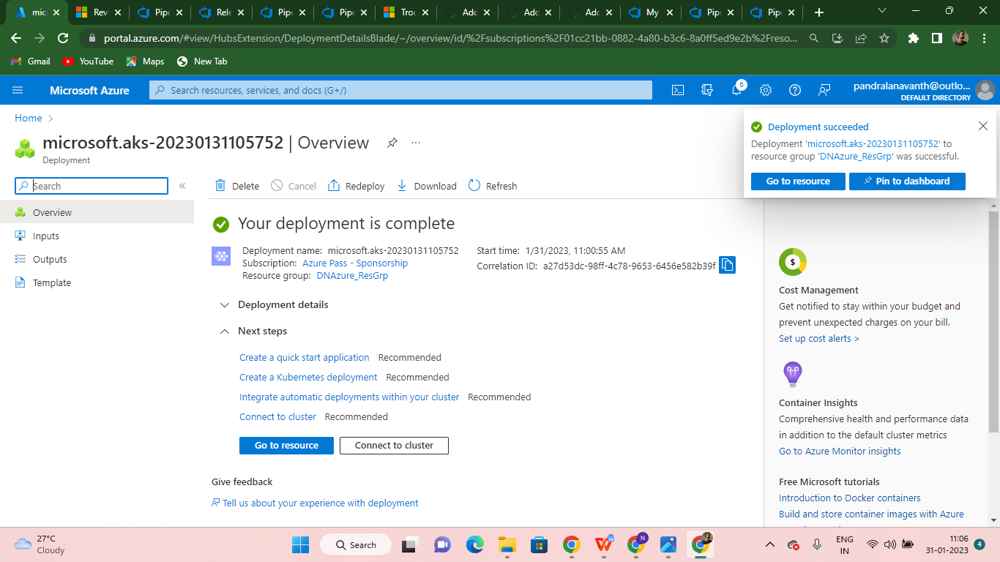 mic
Rev
Pipe
Rele
Pipe
Pipe
Trou
Add
Add
Add
My
Pipe
Pipe
portal.azure.com/#view/HubsExtension/DeploymentDetailsBlade/~/overview/id/%2Fsubscriptions%2F01cc21bb-0882-4a80-b3c6-8a0ff5ed9e2b%2Freso...
Gmail YouTube Maps New Tab
Microsoft Azure
Search resources, services, and docs (G+/)
6
pandralanavanth@outlo...
DEFAULT DIRECTORY
Home
microsoft.aks-20230131105752 | Overview
Deployment
Search
Overview
Inputs
Outputs
Template
Delete Cancel Redeploy Download Refresh
Deployment succeeded
Deployment 'microsoft.aks-20230131105752' to
resource group 'DNAzure_ResGrp' was successful.
Go to resource Pin to dashboard
Your deployment is complete
Deployment name: microsoft.aks-20230131105752
Subscription: Azure Pass - Sponsorship
Resource group: DNAzure_ResGrp
Start time: 1/31/2023, 11:00:55 AM
Correlation ID: a27d53dc-98ff-4c78-9653-6456e582b39f
Deployment details
Next steps
Create a quick start application Recommended
Create a Kubernetes deployment Recommended
Integrate automatic deployments within your cluster Recommended
Connect to cluster Recommended
Go to resource Connect to cluster
Give feedback
Tell us about your experience with deployment
$
Cost Management
Get notified to stay within your budget and
prevent unexpected charges on your bill.
Set up cost alerts >
Container Insights
Comprehensive health and performance data
in addition to the default cluster metrics
Go to Azure Monitor insights
Free Microsoft tutorials
Introduction to Docker containers
Build and store container images with Azure
27°C
Cloudy
Search
N
ENG
IN
11:06
31-01-2023
4